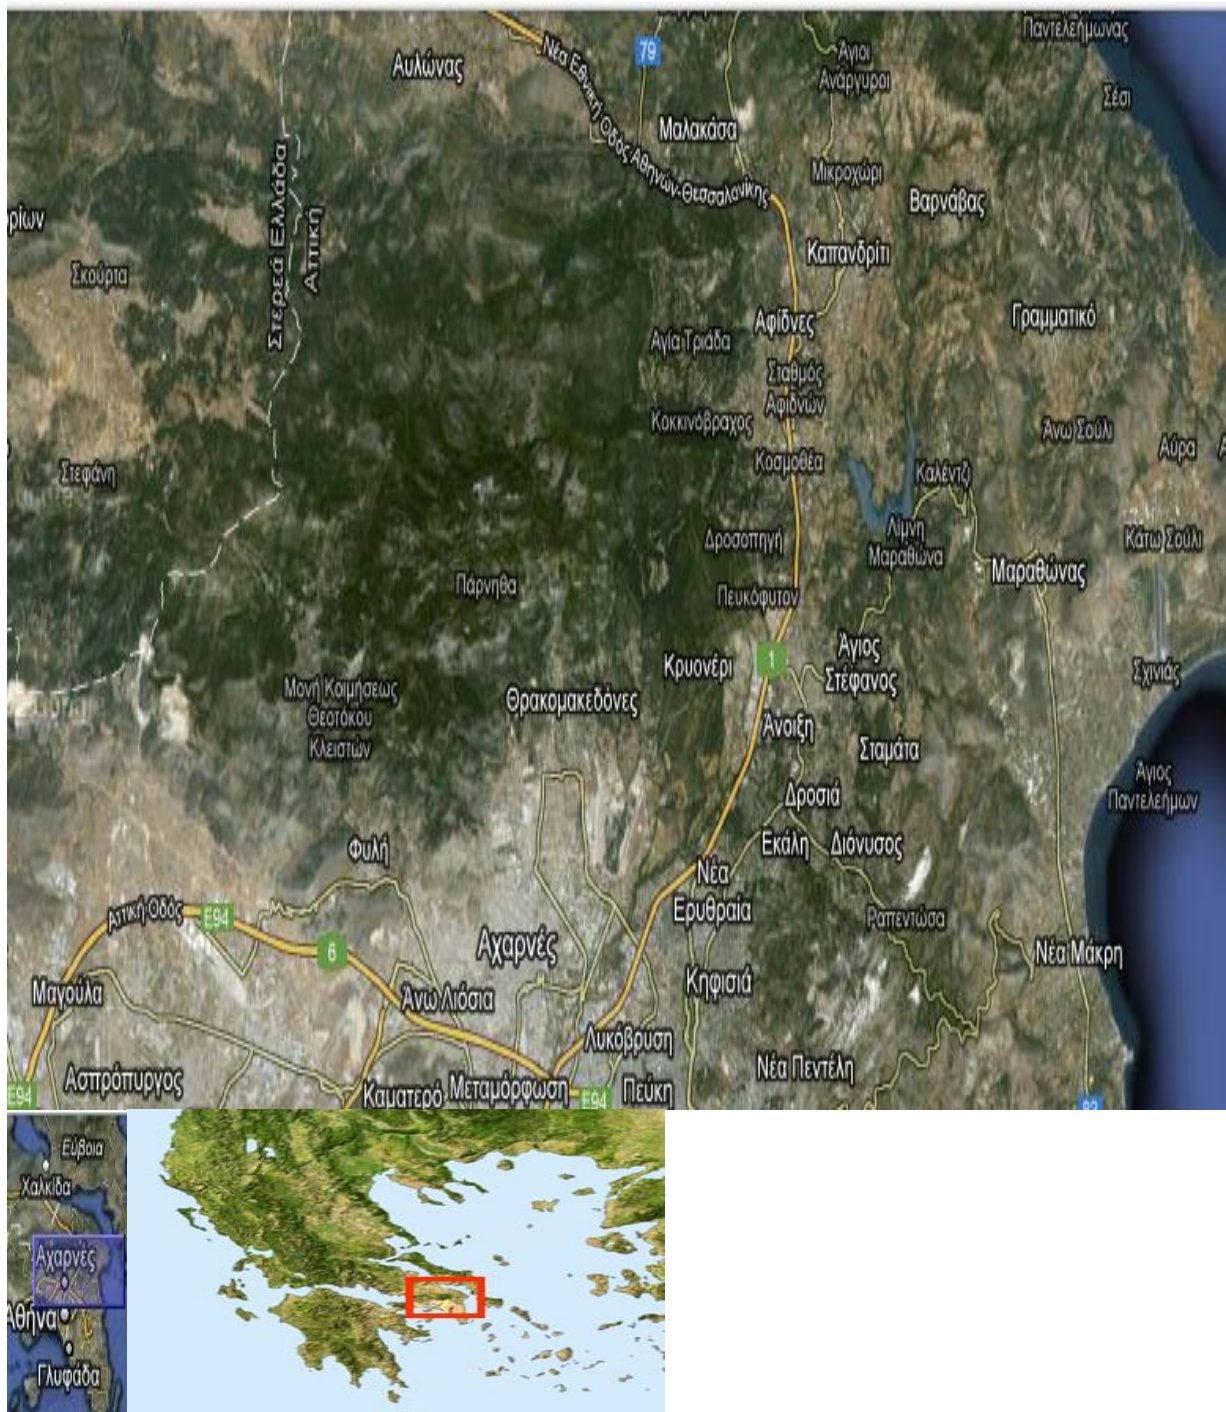 Παντελεήμωνας
79
Νέα Εθνική Οδός Αθηνών-Θεσσαλονίκης
Αυλώνας
Άγιοι
Ανάργυροι
Σέσι
Μαλακάσα
Μικροχώρι
Βαρνάβας
Στερεά Ελλάδα
Αττική
ρίων
Καπανδρίτι
Σκούρτα
Γραμματικό
Αφίδνες
Αγία Τριάδα
Σταθμός
Αφιδνών
Κοκκινόβραχος
Άνω Σούλι
Αύρα
Κοσμοθέα
Στεφάνη
Καλέντζι
Λίμνη
Μαραθώνα
Δροσοπηγή
Κάτω Σούλι
Μαραθώνας
Πάρνηθα
Πευκόφυτον
Άγιος
Στέφανος
Κρυονέρι
1
Σχινιάς
Μονή Κοιμήσεως
Θεοτόκου
Κλειστών
Θρακομακεδόνες
Άνοιξη
Σταμάτα
Άγιος
Παντελεήμων
Δροσιά
Εκάλη
Διόνυσος
Φυλή
Νέα
Ερυθραία
Αττική Οδός
E94
6
Ραπεντώσα
Αχαρνές
Νέα Μάκρη
Κηφισιά
Μαγούλα
Άνω Λιόσια
Λυκόβρυση
Νέα Πεντέλη
Ασπρόπυργος
E94
Καματερό
Μεταμόρφωση
E94
Πεύκη
83
Εύβοια
Χαλκίδα
Αχαρνές
Αθήνα
Γλυφάδα